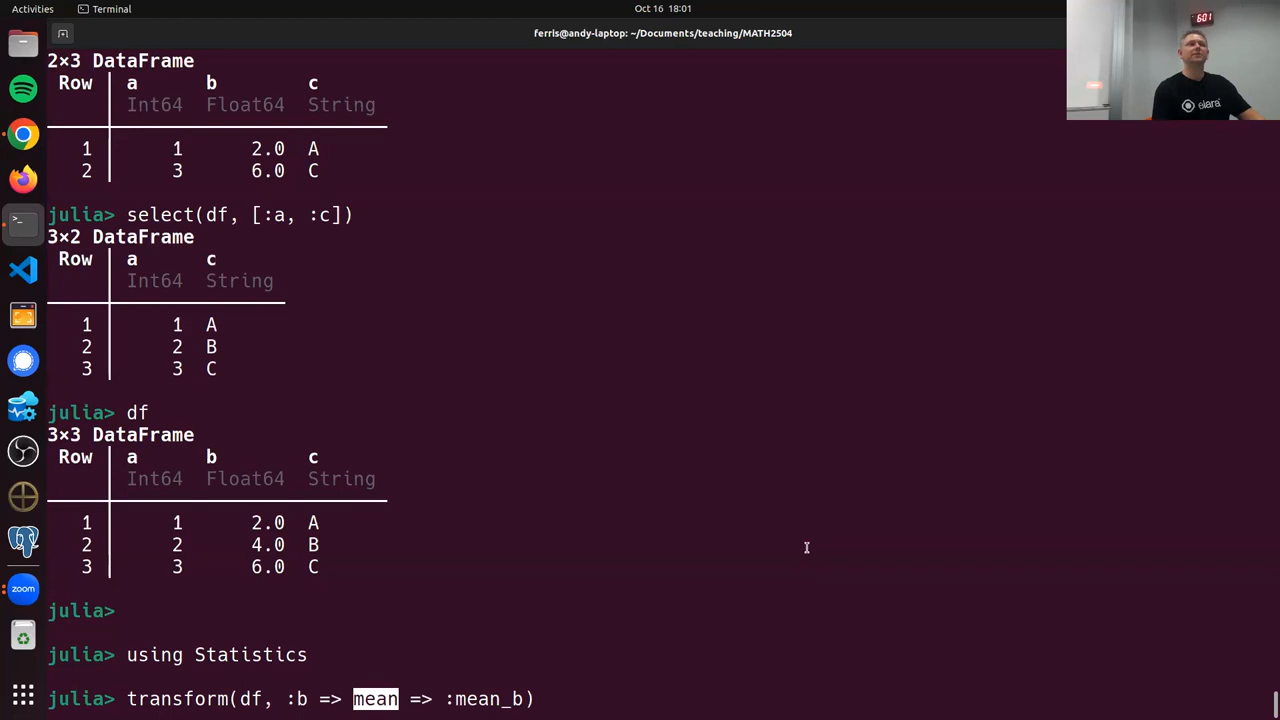 Activities
Terminal
Oct 16 18:01
ferris@andy-laptop: ~/Documents/teaching/MATH2504
601
elara
2×3 DataFrame
Row a b c
Int64 Float64 String
1 1 2.0 A
2 3 6.0 C
julia> select(df, [:a, :c])
3×2 DataFrame
Row a c
Int64 String
1 1 A
2 2 B
3 3 C
julia> df
3×3 DataFrame
Row a b c
Int64 Float64 String
1 1 2.0 A
2 2 4.0 B
3 3 6.0 C
julia>
julia> using Statistics
julia> transform(df, :b => mean => :mean_b)
zoom